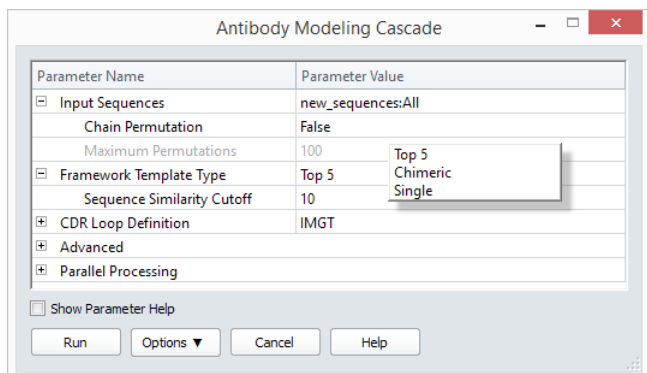 Antibody Modeling Cascade
Parameter Name Parameter Value
Input Sequences new_sequences:All
Chain Permutation False
Maximum Permutations 100
Top 5
Chimeric
Single
Framework Template Type Top 5
Sequence Similarity Cutoff 10
CDR Loop Definition IMGT
Advanced
Parallel Processing
Show Parameter Help
Run Options ▼ Cancel Help